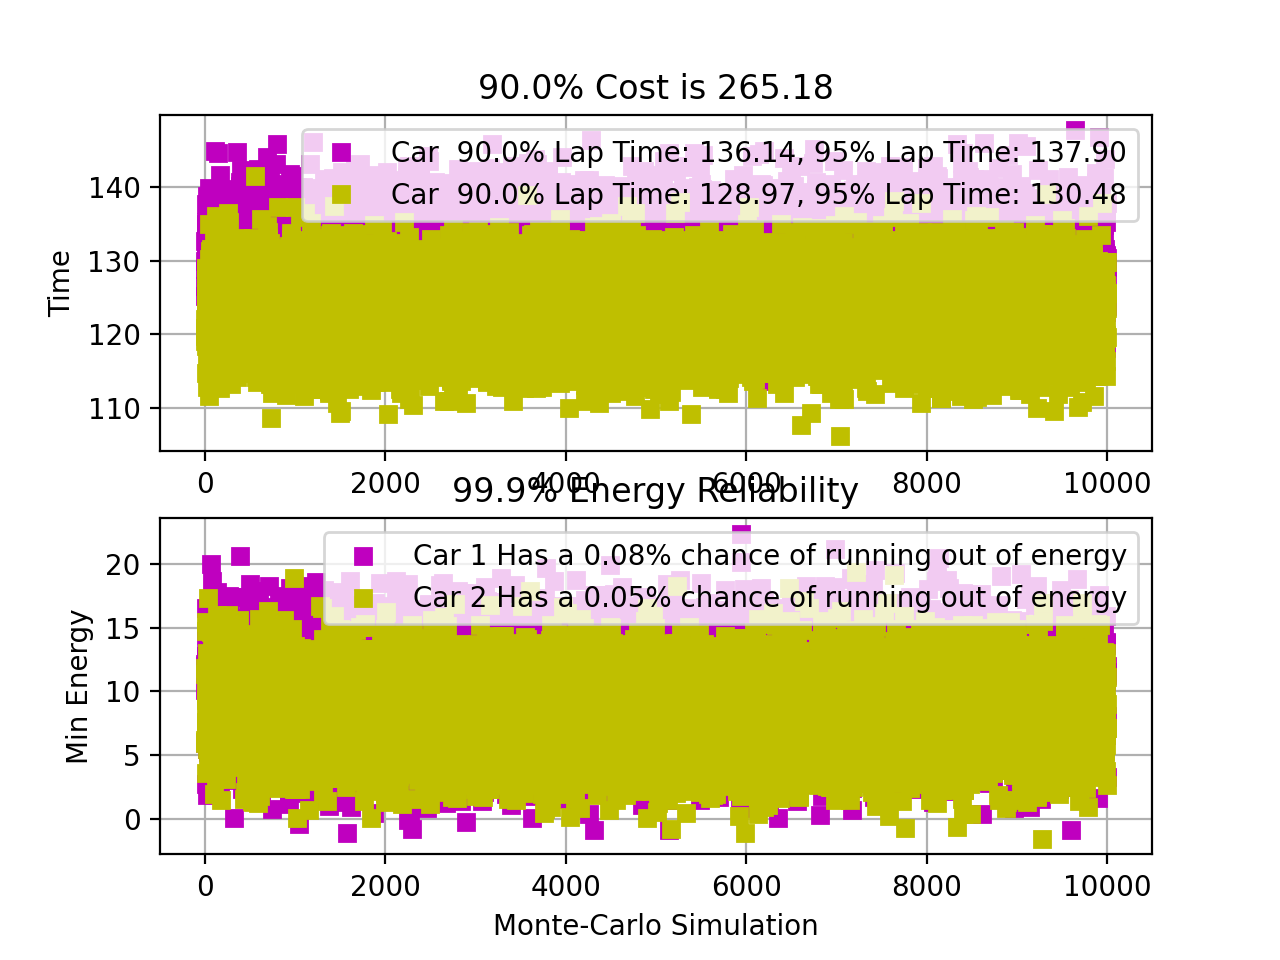 90.0% Cost is 265.18
Car  90.0% Lap Time: 136.14, 95% Lap Time: 137.90
Car  90.0% Lap Time: 128.97, 95% Lap Time: 130.48
140
130
120
110
Time
0 2000 4000 6000 8000 10000
99.9% Energy Reliability
Car 1 Has a 0.08% chance of running out of energy
Car 2 Has a 0.05% chance of running out of energy
20
15
10
5
0
Min Energy
0 2000 4000 6000 8000 10000
Monte-Carlo Simulation